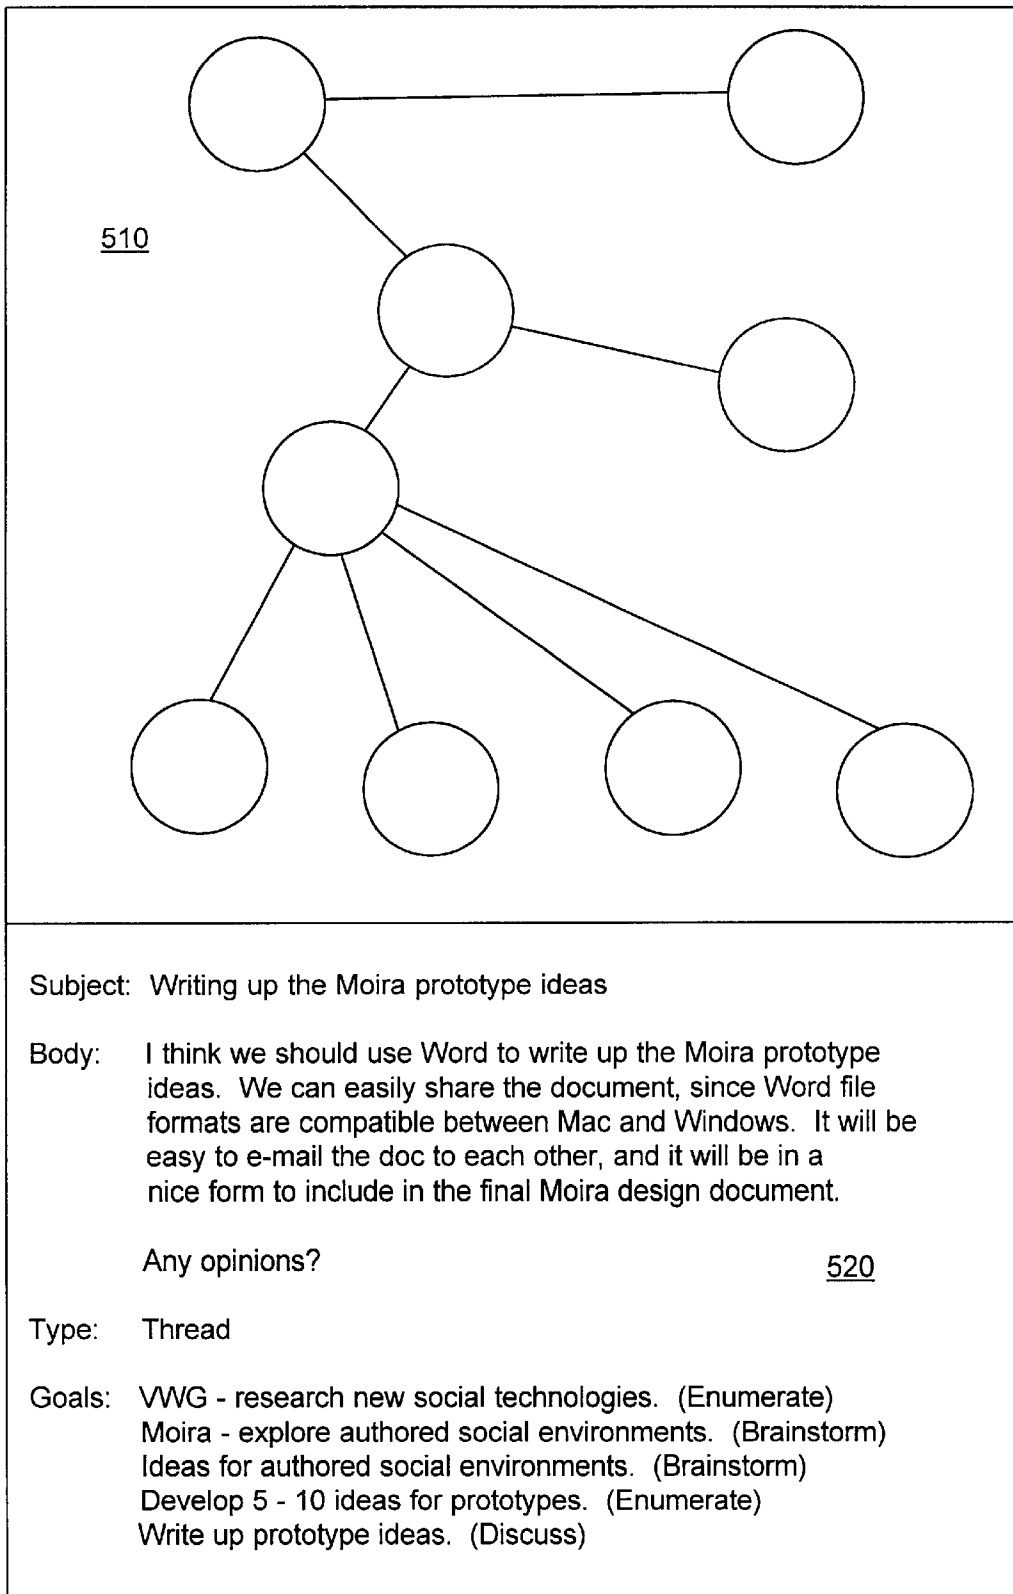 510
Subject: Writing up the Moira prototype ideas
Body: I think we should use Word to write up the Moira prototype
ideas. We can easily share the document, since Word file
formats are compatible between Mac and Windows. It will be
easy to e-mail the doc to each other, and it will be in a
nice form to include in the final Moira design document.
Any opinions?
520
Type: Thread
Goals: VWG - research new social technologies. (Enumerate)
Moira - explore authored social environments. (Brainstorm)
Ideas for authored social environments. (Brainstorm)
Develop 5 - 10 ideas for prototypes. (Enumerate)
Write up prototype ideas. (Discuss)